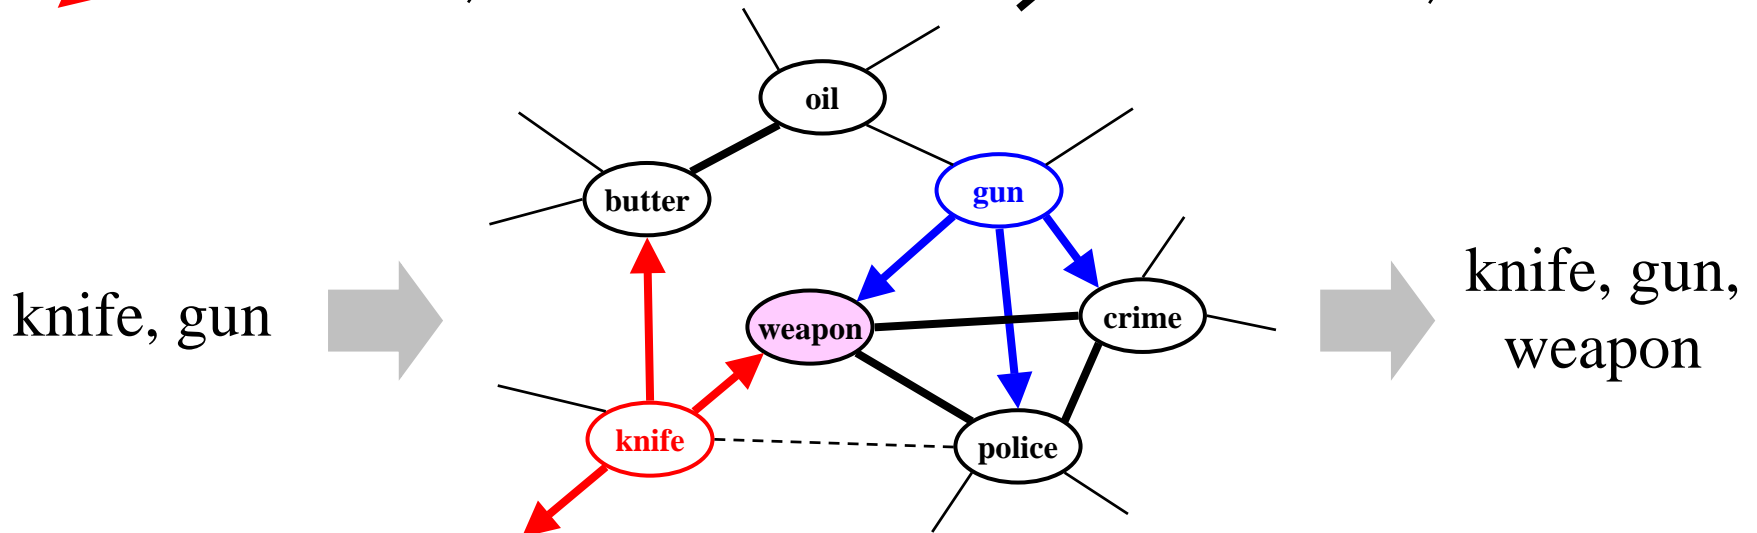 oil
butter
gun
knife, gun
weapon
crime
knife, gun,
weapon
knife
police